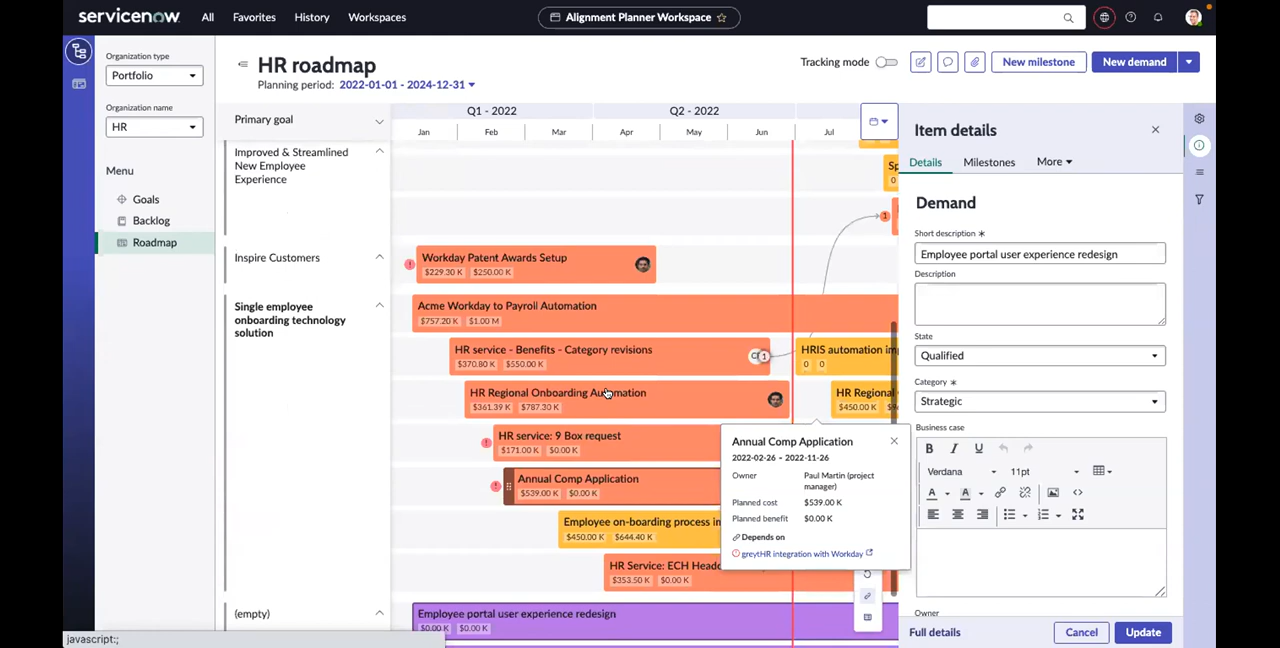 servicenow
All
Favorites
History
Workspaces
Alignment Planner Workspace
Organization type
Portfolio
Organization name
HR
Menu
Goals
Backlog
Roadmap
HR roadmap
Planning period: 2022-01-01 - 2024-12-31
Tracking mode
New milestone
New demand
Primary goal
Q1 - 2022
Q2 - 2022
Jan
Feb
Mar
Apr
May
Jun
Jul
Improved & Streamlined
New Employee
Experience
Sp
0
1
Inspire Customers
Workday Patent Awards Setup
$229.30 K $250.00 K
Single employee
onboarding technology
solution
Acme Workday to Payroll Automation
$757.20 K $1.00 M
HR service - Benefits - Category revisions
$370.80 K $550.00 K
1
HRIS automation im
0 0
HR Regional Onboarding Automation
$361.39 K $787.30 K
HR Regional
$450.00 K
HR service: 9 Box request
$171.00 K $0.00 K
Annual Comp Application
$539.00 K $0.00 K
Employee on-boarding process in
$450.00 K $644.40 K
HR Service: ECH Headc
$353.50 K $0.00 K
(empty)
Employee portal user experience redesign
$0.00 K $0.00 K
Annual Comp Application
2022-02-26 - 2022-11-26
Owner
Paul Martin (project
manager)
Planned cost
$539.00 K
Planned benefit
$0.00 K
Depends on
greytHR integration with Workday
Item details
Details
Milestones
More
Demand
Short description
Employee portal user experience redesign
Description
State
Qualified
Category
Strategic
Business case
B I U
Verdana
11pt
A
A
Owner
Full details
Cancel
Update
javascript:;